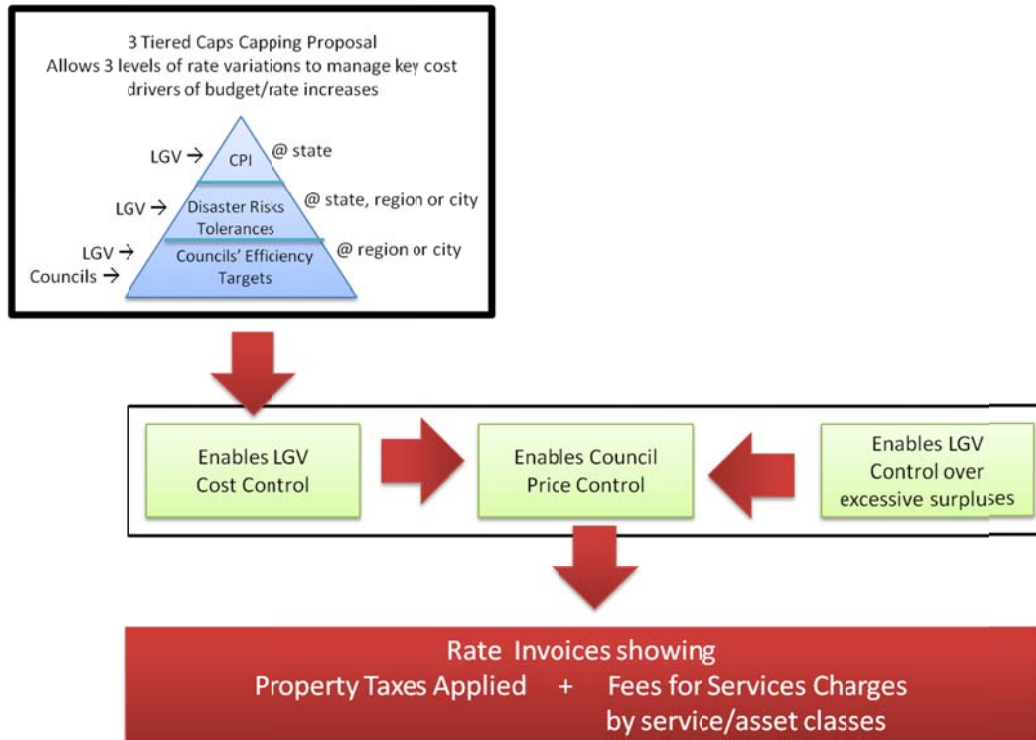 3 Tiered Caps Capping Proposal
Allows 3 levels of rate variations to manage key cost
drivers of budget/rate increases
LGV → CPI @ state
LGV → Disaster Risks @ state, region or city
Tolerances
LGV → Councils' Efficiency @ region or city
Councils → Targets
Enables LGV
Cost Control
Enables Council
Price Control
Enables LGV
Control over
excessive surpluses
Rate Invoices showing
Property Taxes Applied + Fees for Services Charges
by service/asset classes